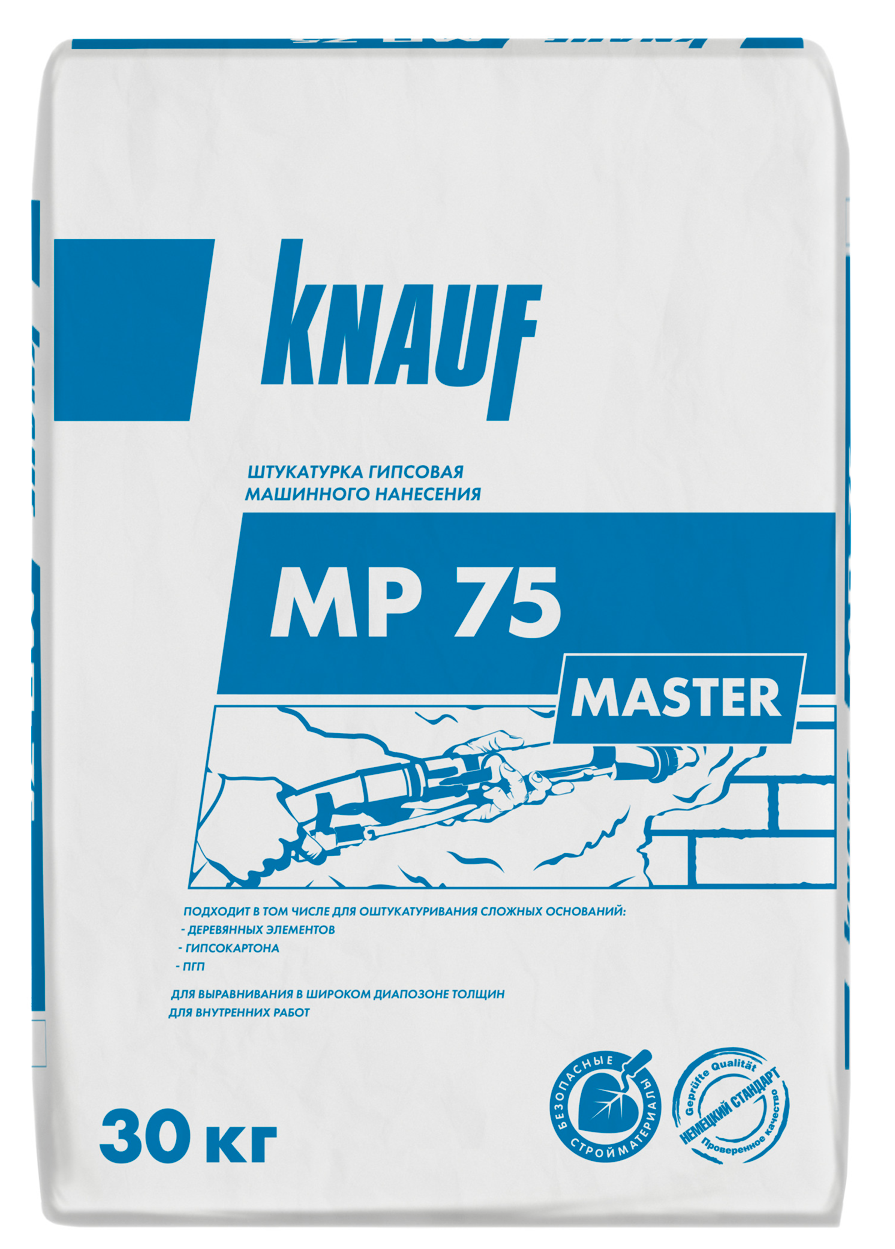 KNAUF
ШТУКАТУРКА ГИПСОВАЯ
МАШИННОГО НАНЕСЕНИЯ
MP 75
MASTER
ПОДХОДИТ В ТОМ ЧИСЛЕ ДЛЯ ОШТУКАТУРИВАНИЯ СЛОЖНЫХ ОСНОВАНИЙ:
- ДЕРЕВЯННЫХ ЭЛЕМЕНТОВ
- ГИПСОКАРТОНА
- ПГП
ДЛЯ ВЫРАВНИВАНИЯ В ШИРОКОМ ДИАПОЗОНЕ ТОЛЩИН
ДЛЯ ВНУТРЕННИХ РАБОТ
БЕЗОПАСНЫЕ
СТРОЙМАТЕРИАЛЫ
Geprüfte Qualität
НЕМЕЦКИЙ СТАНДАРТ
Проверенное качество
30 кг